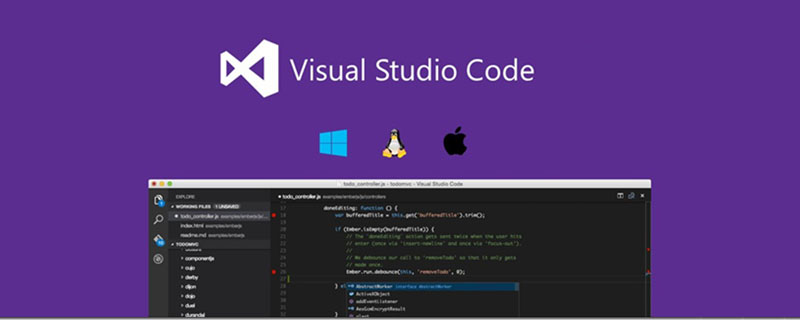 Visual Studio Code
todo_controller.js - todomvc - Visual Studio Code
EXPLORE
WORKING FILES 1 UNSAVED
todo_controller.js examples/emberjs/js/c...
index.html examples/emberjs
readme.md examples/emberjs
TODOMVC
componentjs
cujo
derby
dijon
dojo
duel
durandal
todo_controller.js examples/emberjs/js/controllers
17 doneEditing: function () {
18 var bufferedTitle = this.get('bufferedTitle').trim();
19
20 if (Ember.isEmpty(bufferedTitle)) {
21 // The `doneEditing` action gets sent twice when the user hits
22 // enter (once via 'insert-newline' and once via 'focus-out').
23 //
24 // We debounce our call to 'removeTodo' so that it only gets
25 // made once.
26 Ember.run.debounce(this, 'removeTodo', 0);
27
28 } el
AbstractWorker interface AbstractWorker
ActiveXObject
addEventListener
AesGcmEncryptResult
alert
31
32 }